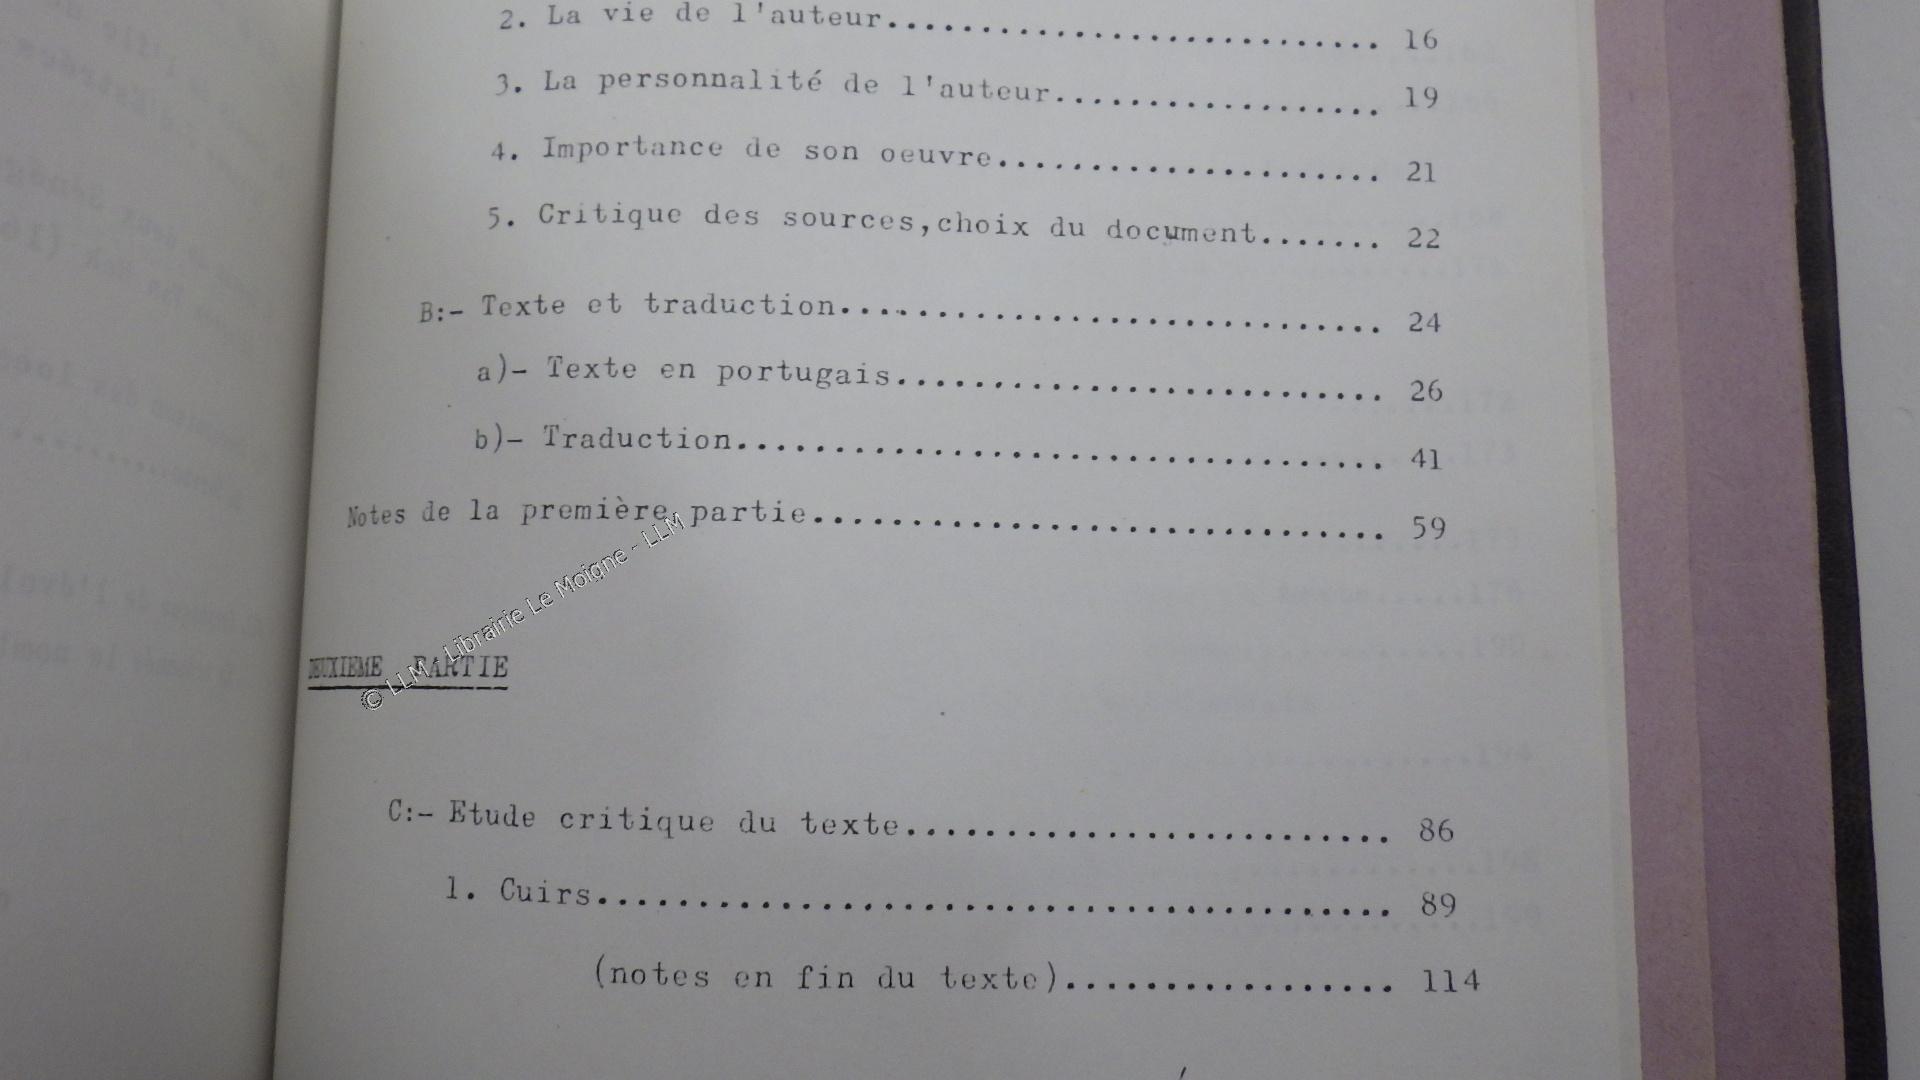 2. La vie de l'auteur........................... 16
3. La personnalité de l'auteur.................. 19
4. Importance de son oeuvre.................... 21
5. Critique des sources,choix du document....... 22
B:- Texte et traduction............................ 24
a)- Texte en portugais......................... 26
b)- Traduction................................. 41
Notes de la première partie............................. 59
© LLM - Librairie Le Moigne - LLM
DEUXIEME PARTIE
C:- Etude critique du texte......................... 86
1. Cuirs........................................ 89
(notes en fin du texte)................. 114